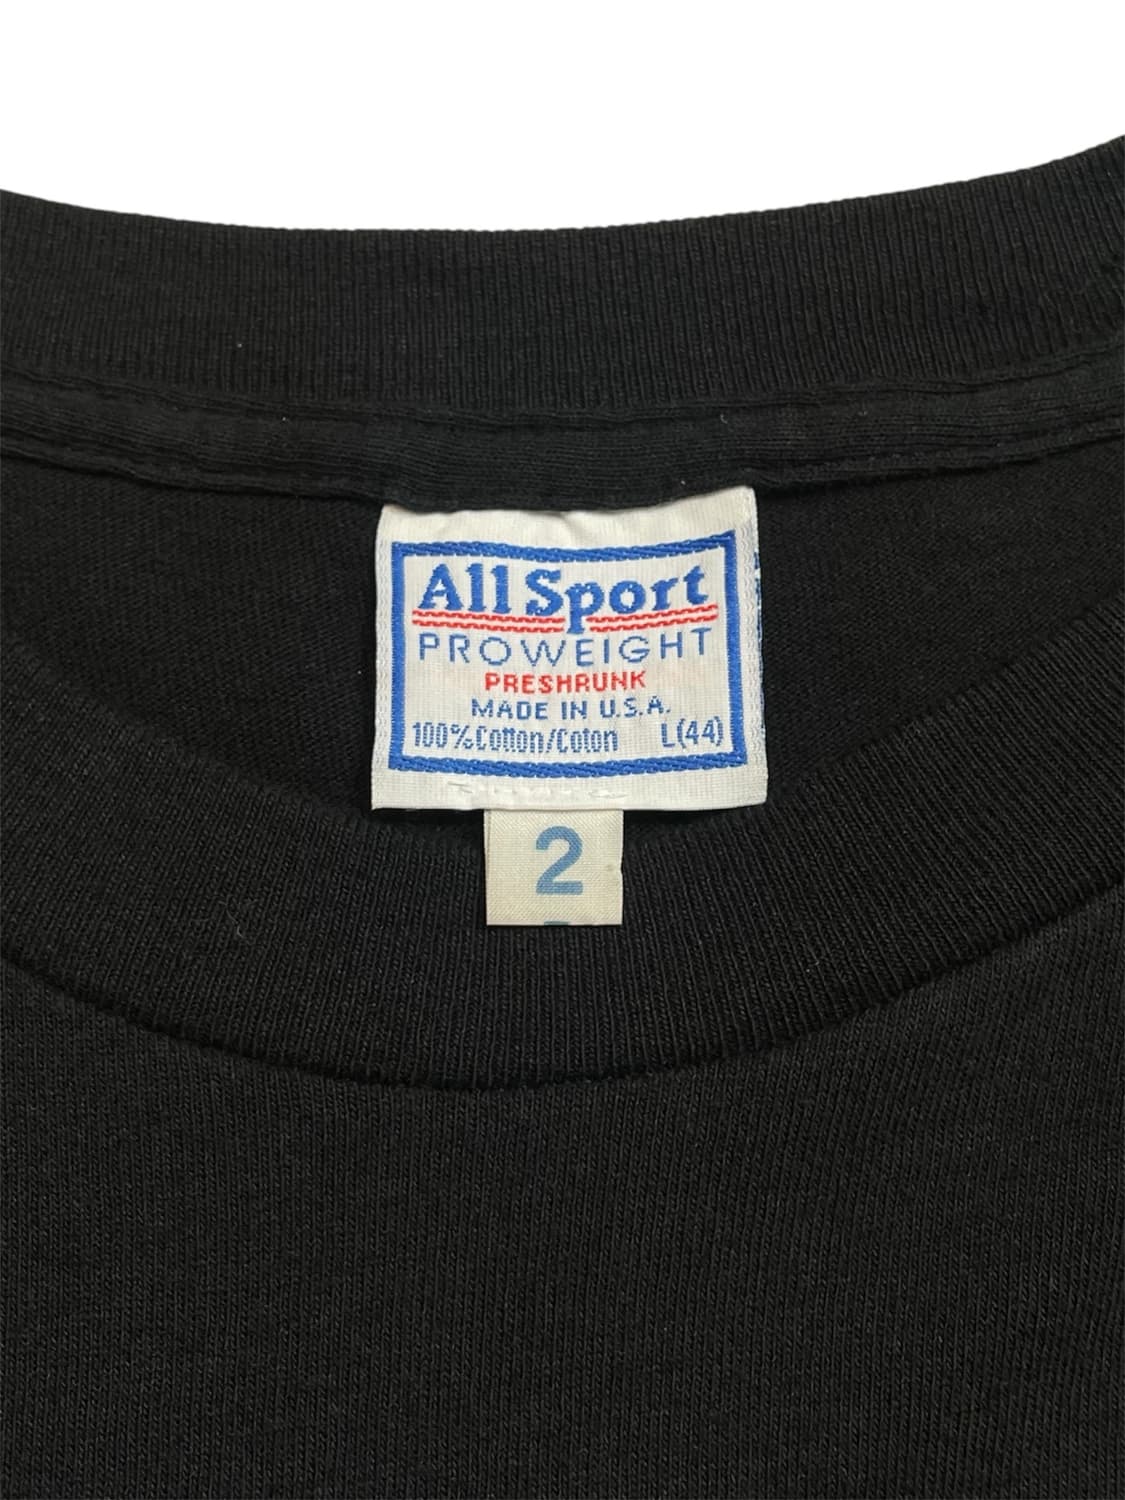 All Sport
PROWEIGHT
PRESHRUNK
MADE IN U.S.A.
100% Cotton/Coton L(44)
2